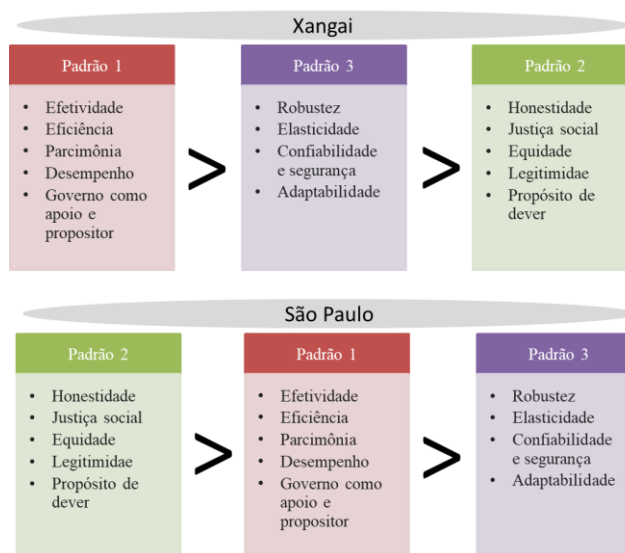 Xangai
Padrão 1
• Efetividade
• Eficiência
• Parcimônia
• Desempenho
• Governo como
apoio e
propositor
>
Padrão 3
• Robustez
• Elasticidade
• Confiabilidade
e segurança
• Adaptabilidade
>
Padrão 2
• Honestidade
• Justiça social
• Equidade
• Legitimidae
• Propósito de
dever
São Paulo
Padrão 2
• Honestidade
• Justiça social
• Equidade
• Legitimidae
• Propósito de
dever
>
Padrão 1
• Efetividade
• Eficiência
• Parcimônia
• Desempenho
• Governo como
apoio e
propositor
>
Padrão 3
• Robustez
• Elasticidade
• Confiabilidade
e segurança
• Adaptabilidade